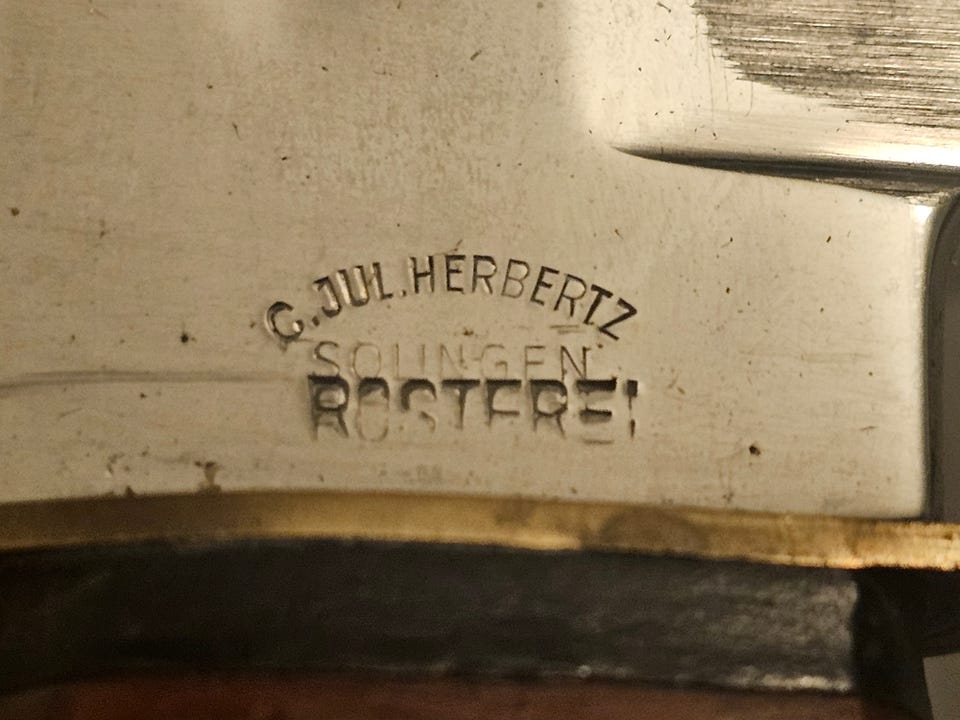 C. JUL. HERBERTZ
SOLINGEN
ROSTFREI